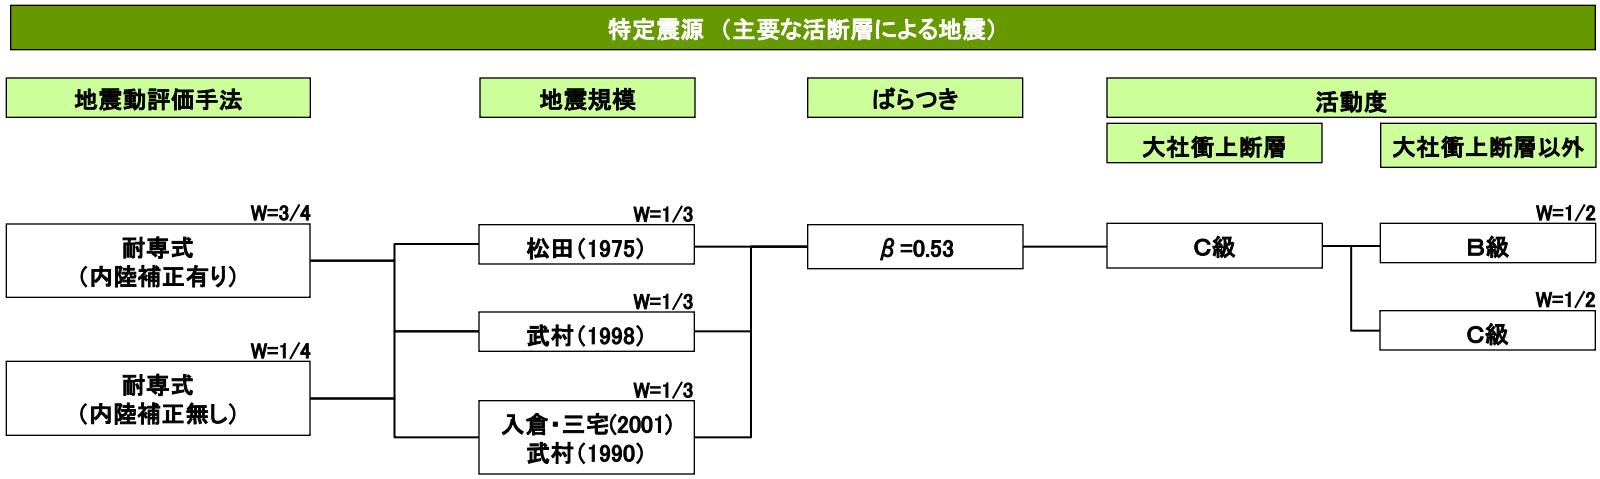 特定震源 （主要な活断層による地震）
地震動評価手法
地震規模
ばらつき
活動度
大社衝上断層
大社衝上断層以外
W=3/4
耐専式
（内陸補正有り）
W=1/4
耐専式
（内陸補正無し）
W=1/3
松田（1975）
W=1/3
武村（1998）
W=1/3
入倉・三宅(2001)
武村（1990）
β=0.53
C級
W=1/2
B級
W=1/2
C級